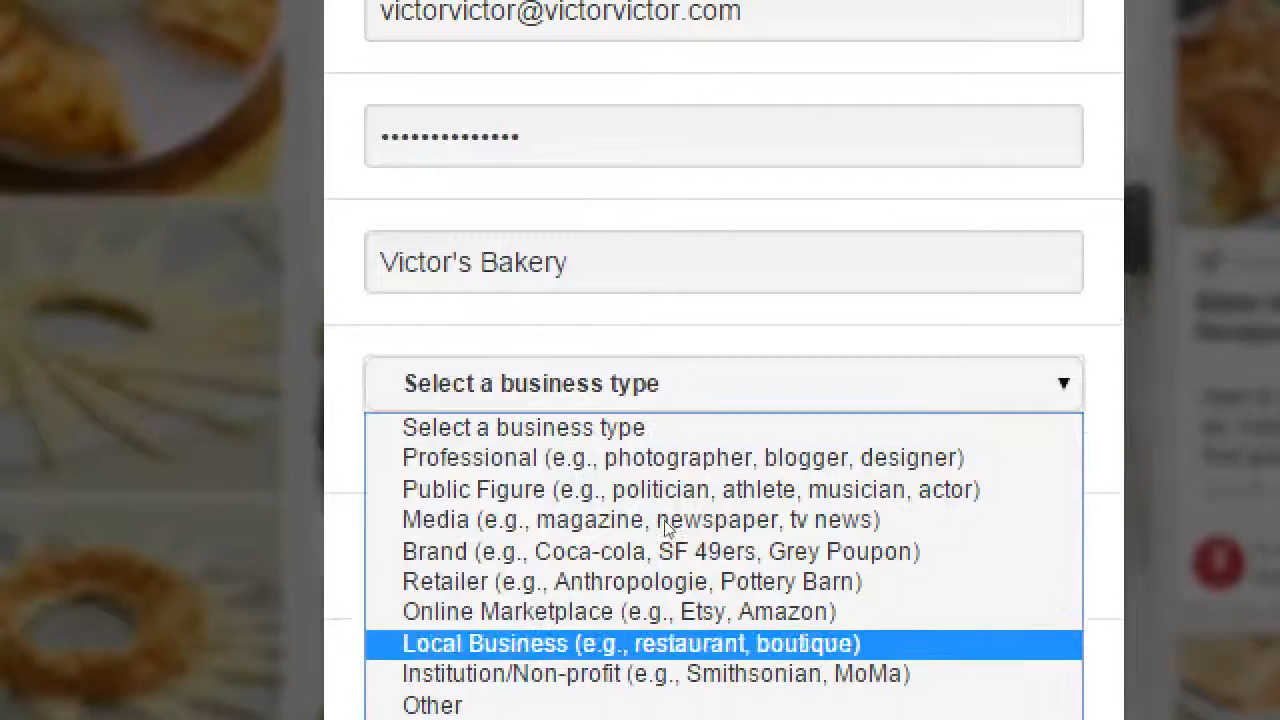 victorvictor@victorvictor.com
••••••••••••••
Victor's Bakery
Select a business type
Select a business type
Professional (e.g., photographer, blogger, designer)
Public Figure (e.g., politician, athlete, musician, actor)
Media (e.g., magazine, newspaper, tv news)
Brand (e.g., Coca-cola, SF 49ers, Grey Poupon)
Retailer (e.g., Anthropologie, Pottery Barn)
Online Marketplace (e.g., Etsy, Amazon)
Local Business (e.g., restaurant, boutique)
Institution/Non-profit (e.g., Smithsonian, MoMa)
Other